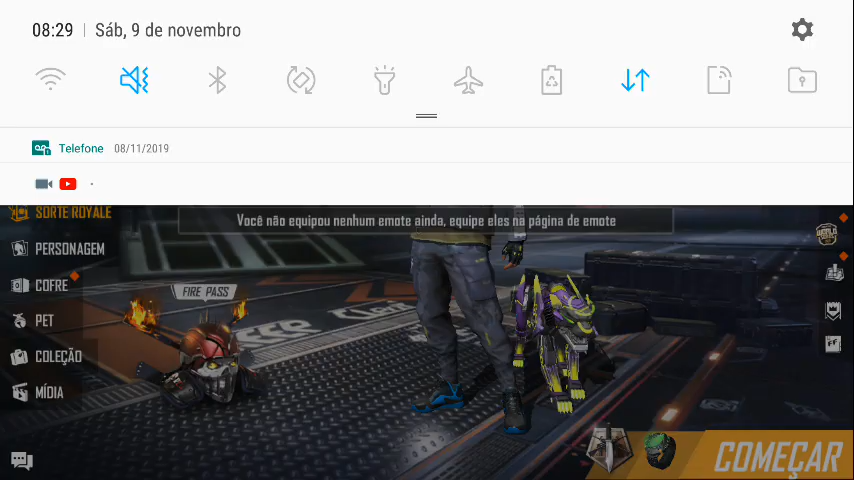 08:29 | Sáb, 9 de novembro
Telefone 08/11/2019
SORTE ROYALE
Você não equipou nenhum emote ainda, equipe eles na página de emote
PERSONAGEM
COFRE
FIRE PASS
PET
COLEÇÃO
MÍDIA
COMEÇAR